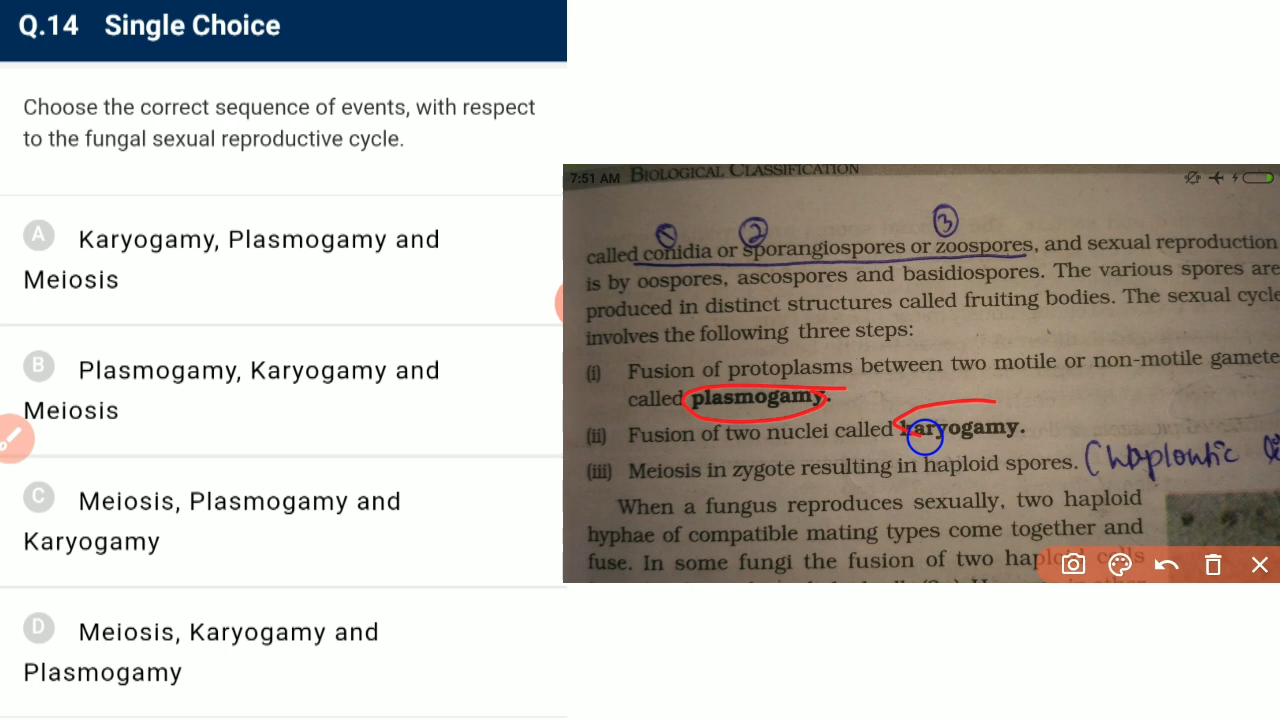 Q.14 Single Choice
Choose the correct sequence of events, with respect
to the fungal sexual reproductive cycle.
A Karyogamy, Plasmogamy and
Meiosis
B Plasmogamy, Karyogamy and
Meiosis
C Meiosis, Plasmogamy and
Karyogamy
D Meiosis, Karyogamy and
Plasmogamy
7:51 AM BIOLOGICAL CLASSIFICATION
2 3
called conidia or sporangiospores or zoospores, and sexual reproduction
is by oospores, ascospores and basidiospores. The various spores are
produced in distinct structures called fruiting bodies. The sexual cycle
involves the following three steps:
(i) Fusion of protoplasms between two motile or non-motile gamete
called plasmogamy.
(ii) Fusion of two nuclei called karyogamy.
(iii) Meiosis in zygote resulting in haploid spores. (haplontic
When a fungus reproduces sexually, two haploid
hyphae of compatible mating types come together and
fuse. In some fungi the fusion of two haploid cells